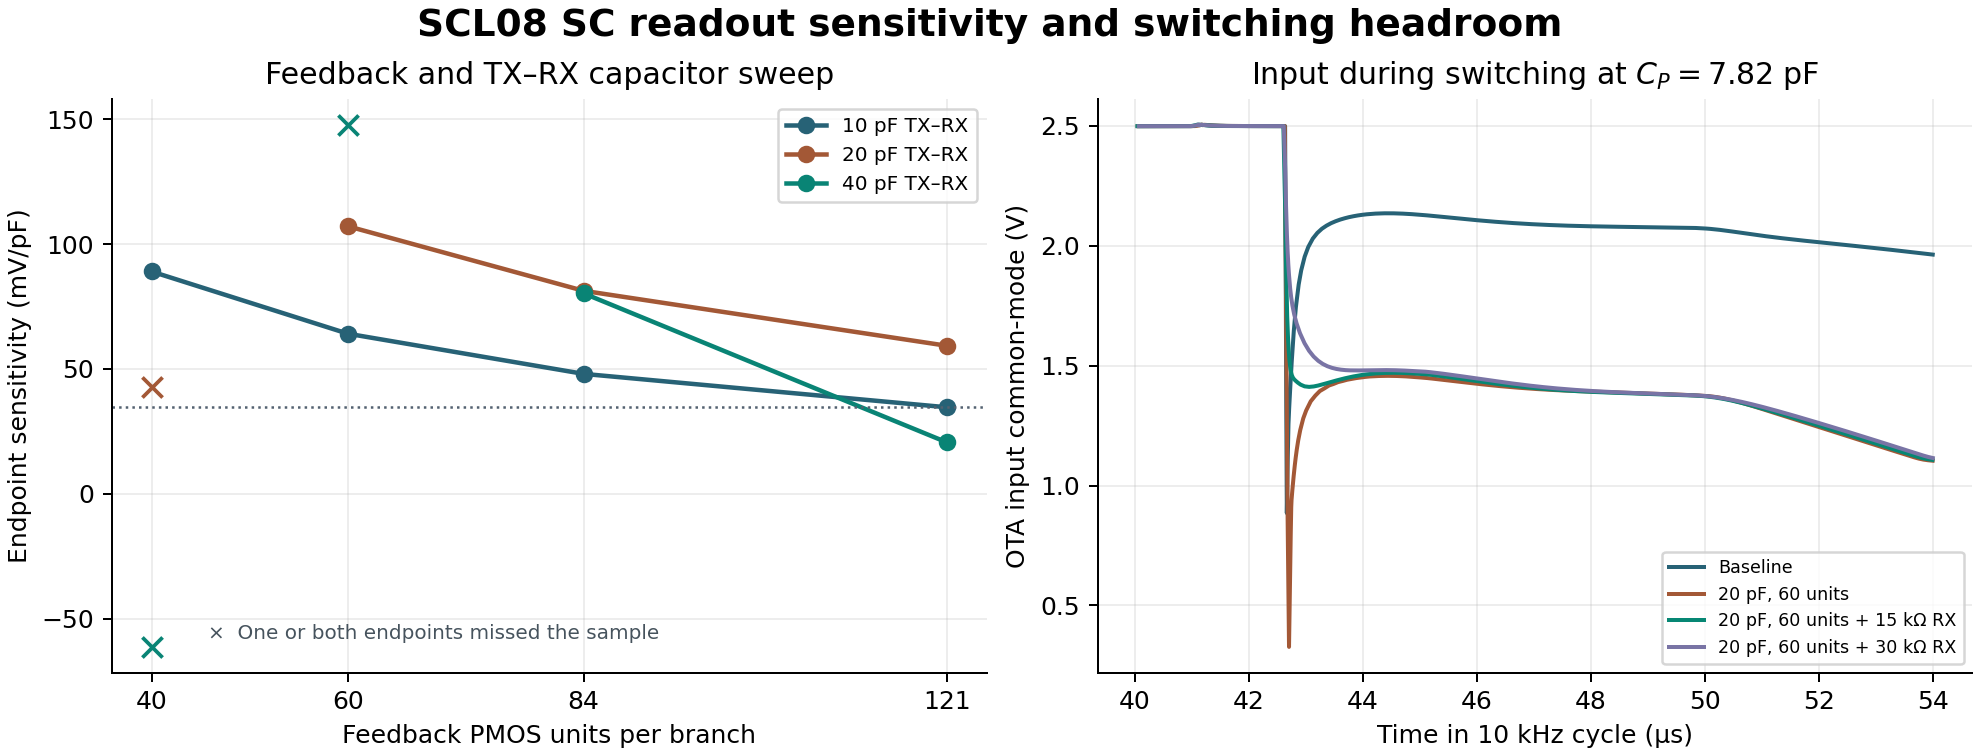 SCL08 SC readout sensitivity and switching headroom
Feedback and TX–RX capacitor sweep
Endpoint sensitivity (mV/pF)
150
100
50
0
−50
10 pF TX–RX
20 pF TX–RX
40 pF TX–RX
× One or both endpoints missed the sample
40
60
84
121
Feedback PMOS units per branch
Input during switching at C_P = 7.82 pF
OTA input common-mode (V)
2.5
2.0
1.5
1.0
0.5
Baseline
20 pF, 60 units
20 pF, 60 units + 15 kΩ RX
20 pF, 60 units + 30 kΩ RX
40
42
44
46
48
50
52
54
Time in 10 kHz cycle (µs)